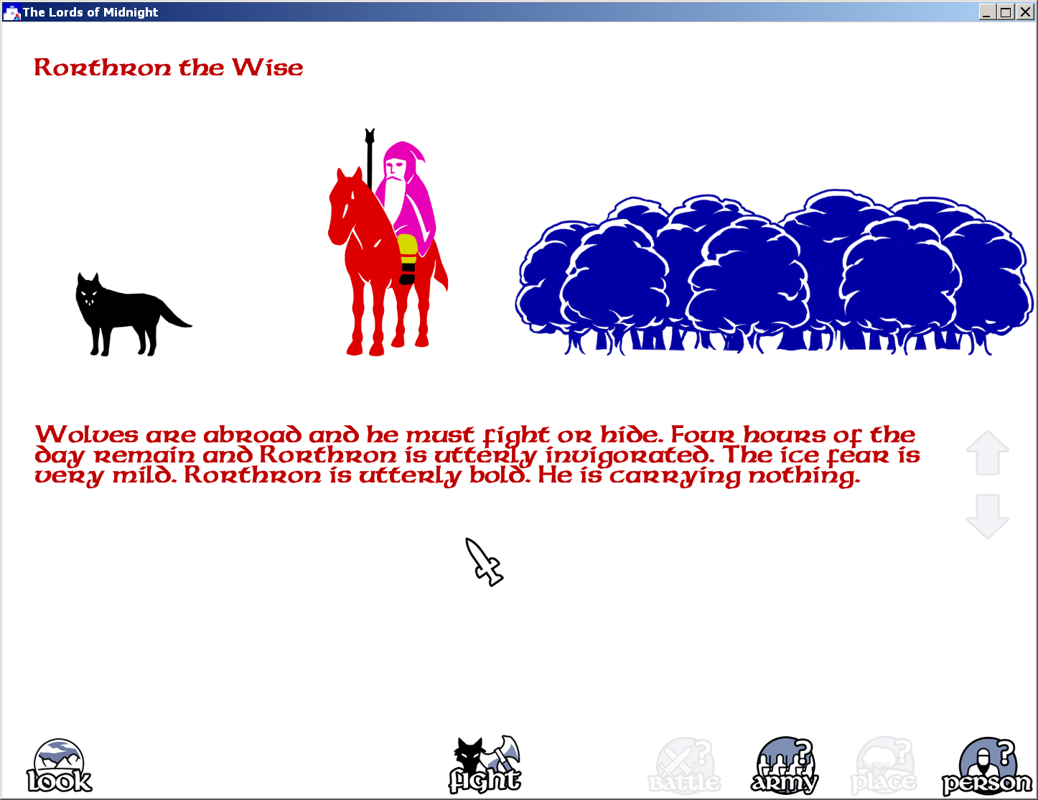 The Lords of Midnight
Rorthron the Wise
Wolves are abroad and he must fight or hide. Four hours of the
day remain and Rorthron is utterly invigorated. The ice fear is
very mild. Rorthron is utterly bold. He is carrying nothing.
look
fight
BATTLE
army
place
person